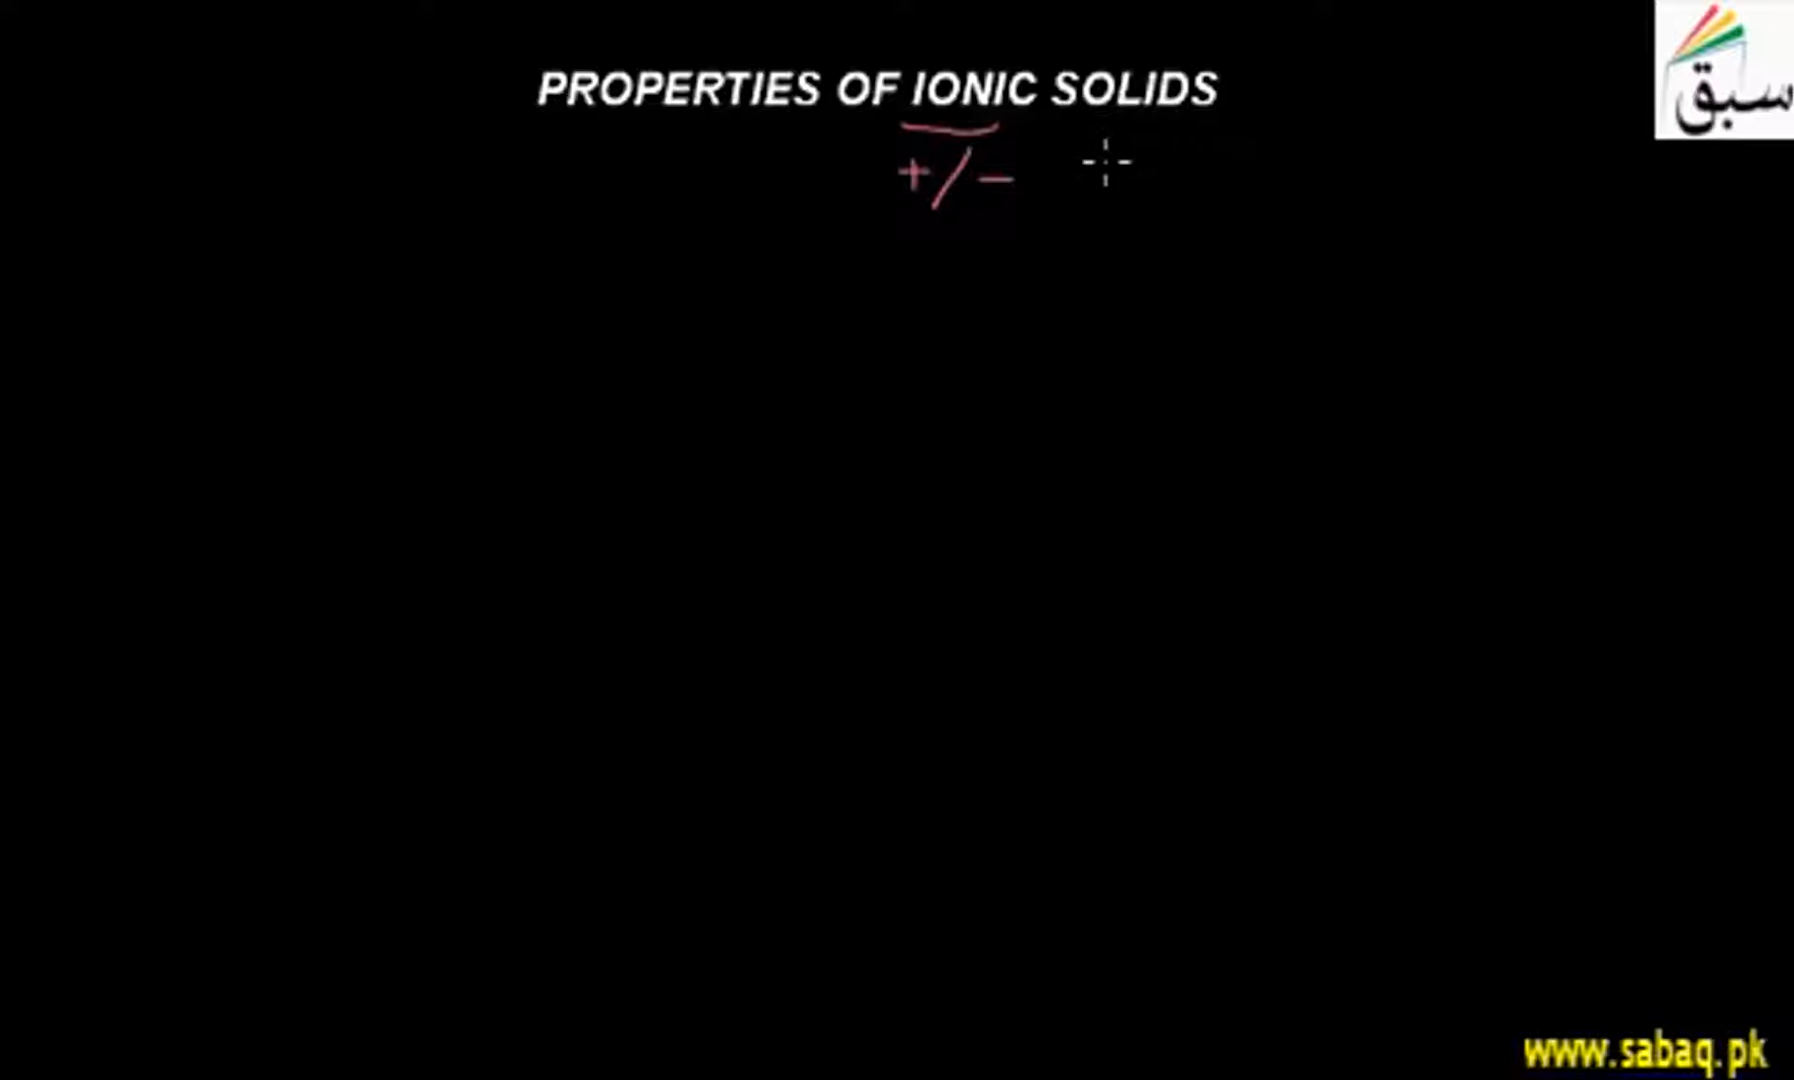 PROPERTIES OF IONIC SOLIDS
+/-
سبق
www.sabaq.pk